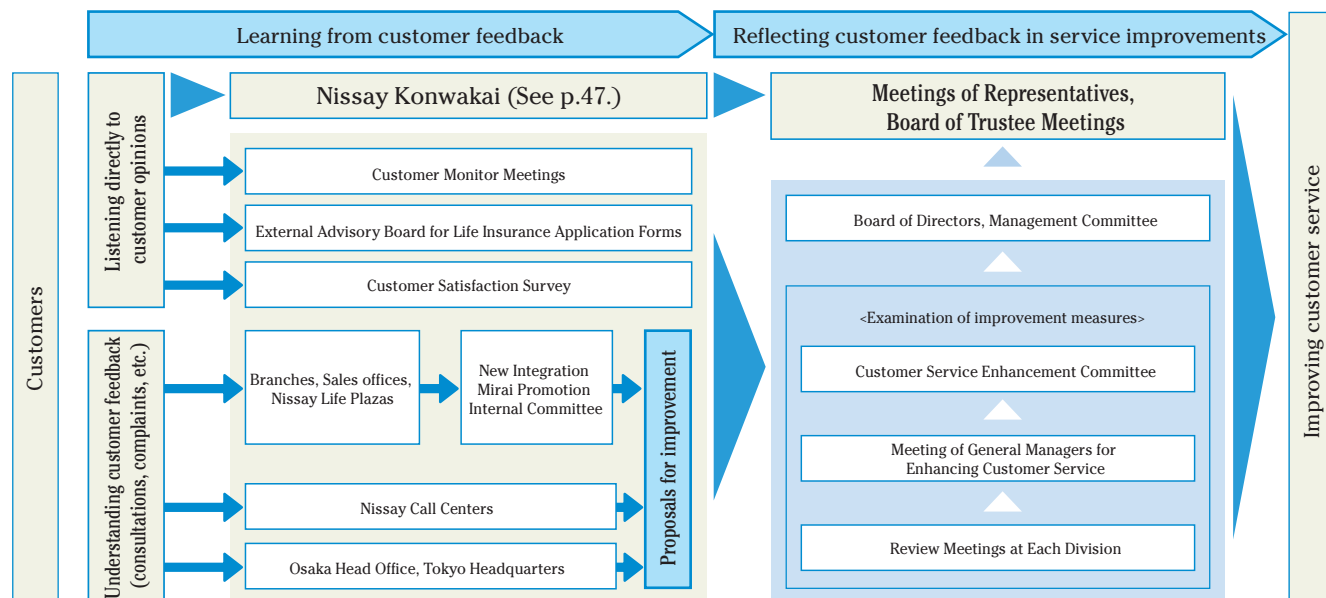 Learning from customer feedback
Reflecting customer feedback in service improvements
Customers
Listening directly to
customer opinions
Nissay Konwakai (See p.47.)
Customer Monitor Meetings
External Advisory Board for Life Insurance Application Forms
Customer Satisfaction Survey
Understanding customer feedback
(consultations, complaints, etc.)
Branches, Sales offices,
Nissay Life Plazas
New Integration
Mirai Promotion
Internal Committee
Nissay Call Centers
Osaka Head Office, Tokyo Headquarters
Proposals for improvement
Meetings of Representatives,
Board of Trustee Meetings
Board of Directors, Management Committee
<Examination of improvement measures>
Customer Service Enhancement Committee
Meeting of General Managers for
Enhancing Customer Service
Review Meetings at Each Division
Improving customer service